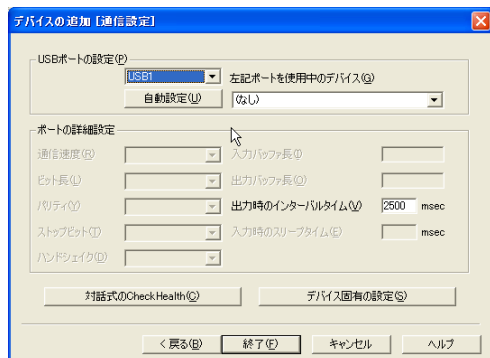 デバイスの追加 [通信設定]
USBポートの設定(P)
USB1
左記ポートを使用中のデバイス(G)
自動設定(U)
(なし)
ポートの詳細設定
通信速度(R)
入力バッファ長(I)
ビット長(L)
出力バッファ長(O)
パリティ(Y)
出力時のインターバルタイム(V)
2500
msec
ストップビット(T)
入力時のスリープタイム(E)
msec
ハンドシェイク(D)
対話式のCheckHealth(C)
デバイス固有の設定(S)
< 戻る(B)
終了(F)
キャンセル
ヘルプ